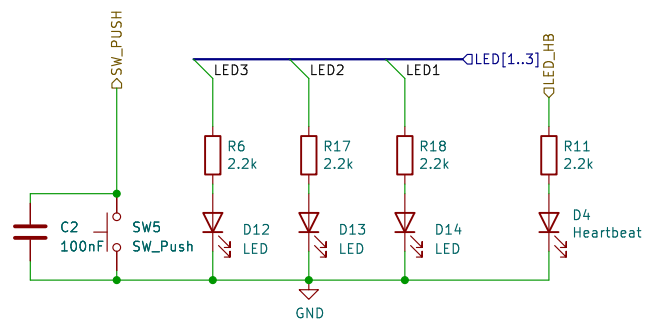 SW_PUSH
LED3
LED2
LED1
LED[1..3]
LED_HB
R6
2.2k
R17
2.2k
R18
2.2k
R11
2.2k
C2
100nF
SW5
SW_Push
D12
LED
D13
LED
D14
LED
D4
Heartbeat
GND